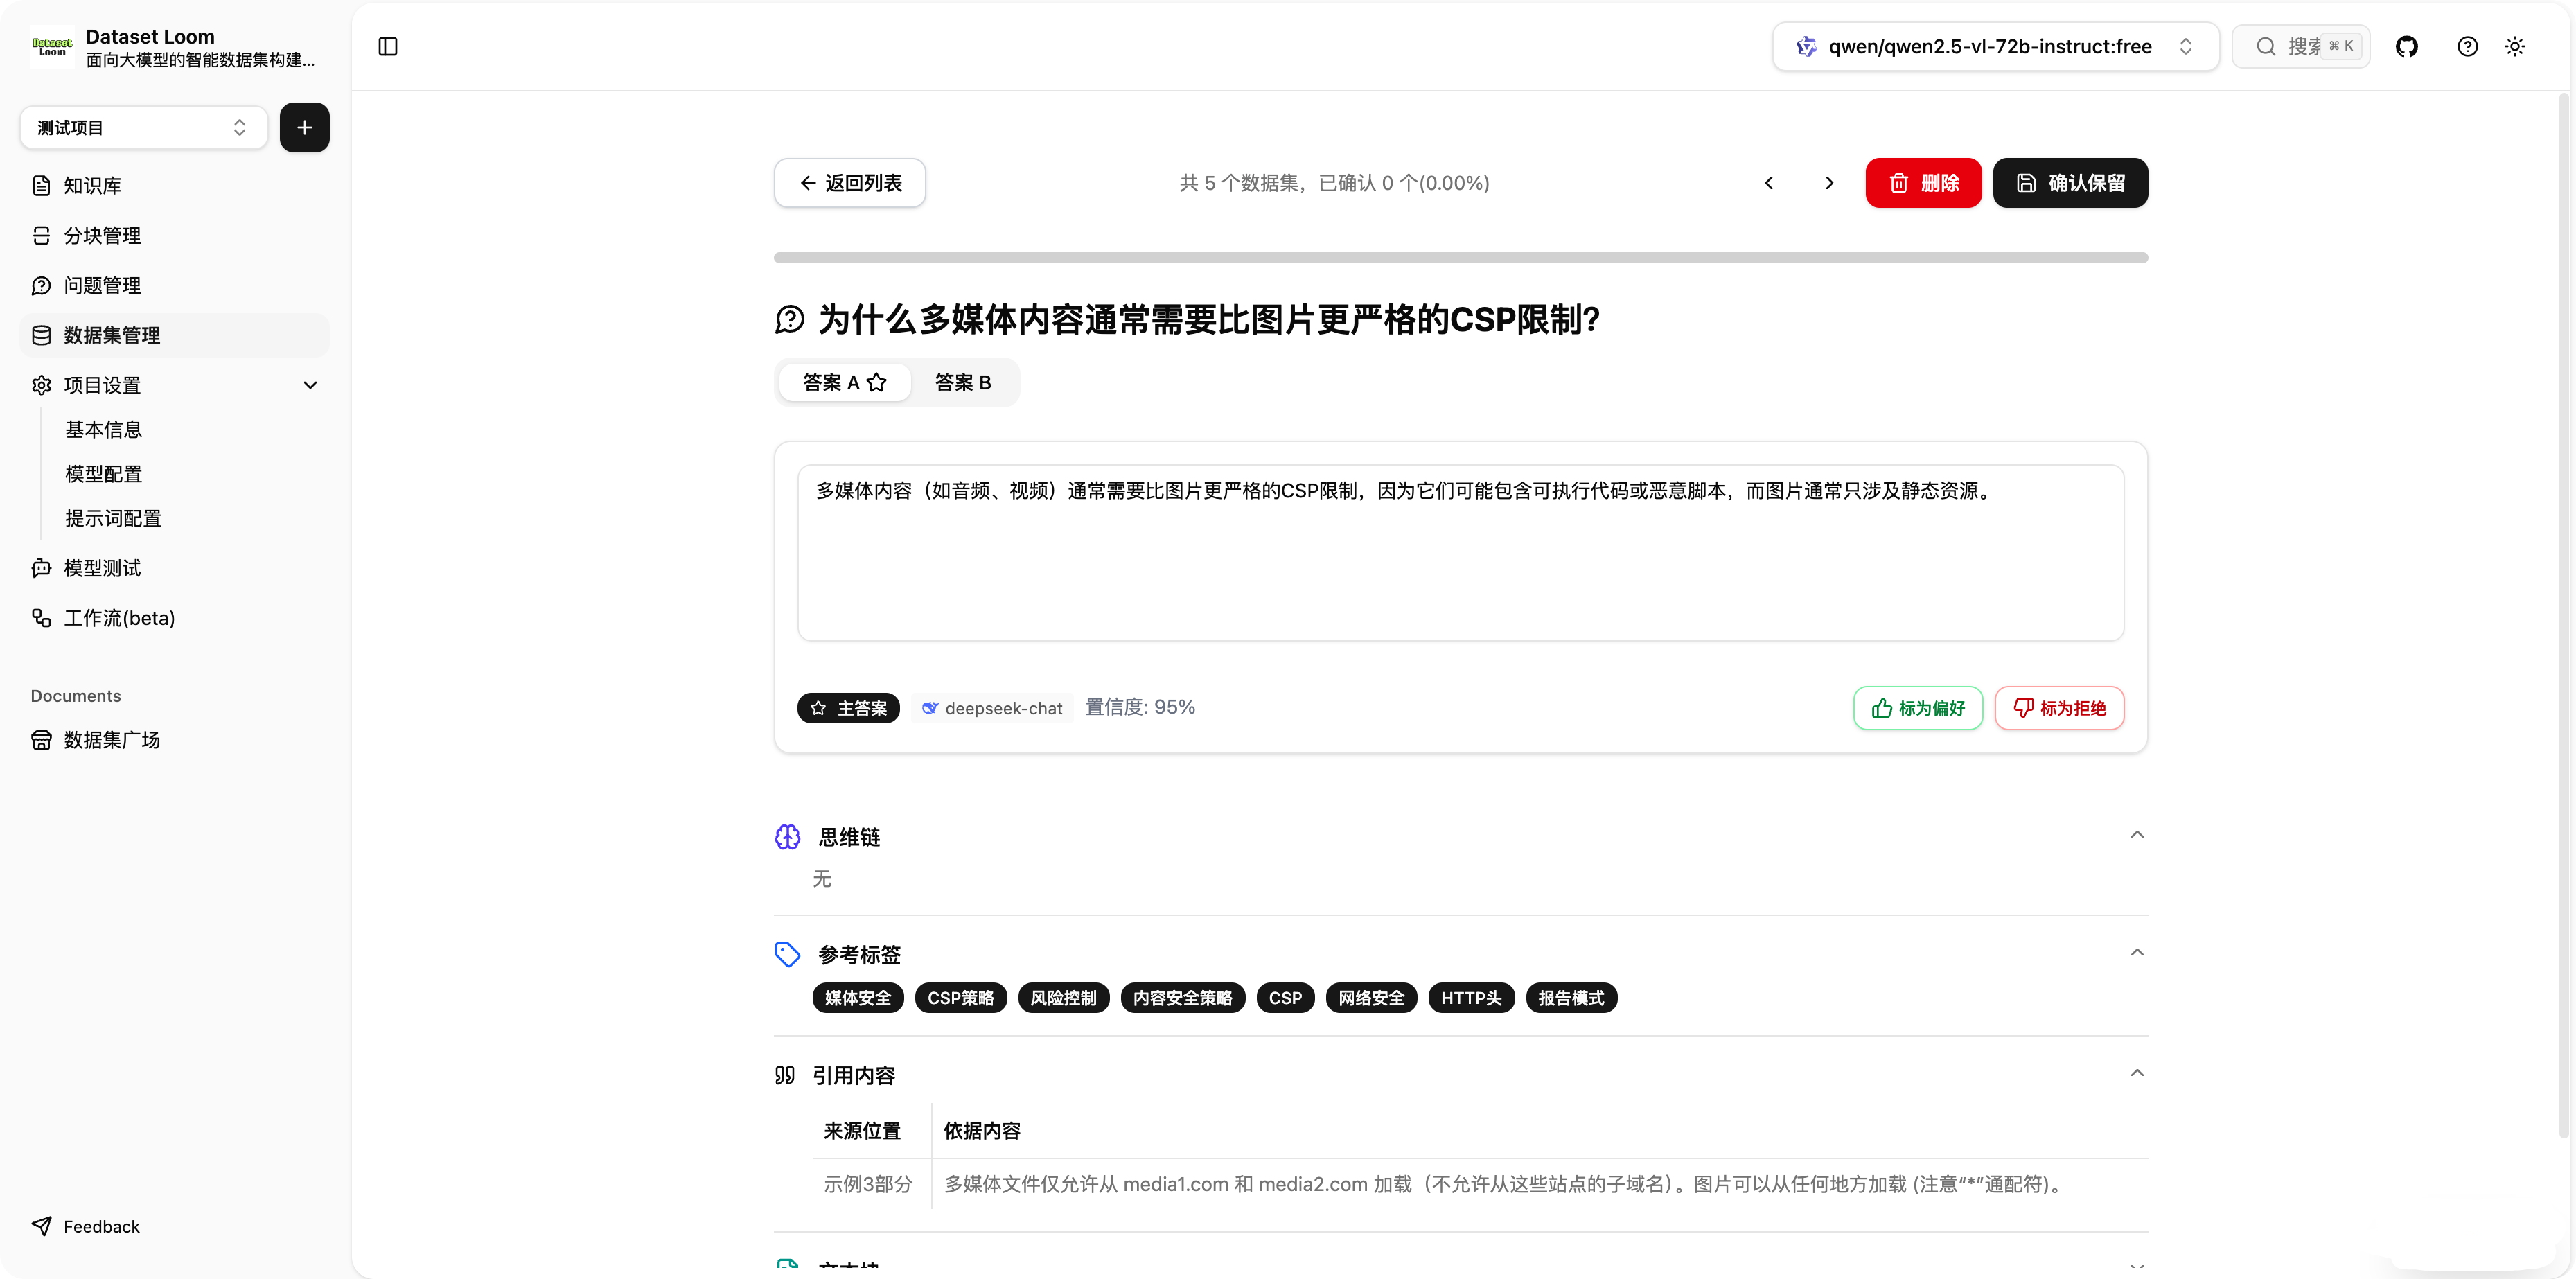 Dataset Loom
Dataset Loom
面向大模型的智能数据集构建...
qwen/qwen2.5-vl-72b-instruct:free
搜索
⌘ K
测试项目
知识库
分块管理
问题管理
数据集管理
项目设置
基本信息
模型配置
提示词配置
模型测试
工作流(beta)
Documents
数据集广场
Feedback
返回列表
共 5 个数据集，已确认 0 个(0.00%)
删除
确认保留
为什么多媒体内容通常需要比图片更严格的CSP限制?
答案 A
答案 B
多媒体内容（如音频、视频）通常需要比图片更严格的CSP限制，因为它们可能包含可执行代码或恶意脚本，而图片通常只涉及静态资源。
主答案
deepseek-chat
置信度: 95%
标为偏好
标为拒绝
思维链
无
参考标签
媒体安全 CSP策略 风险控制 内容安全策略 CSP 网络安全 HTTP头 报告模式
引用内容
来源位置 依据内容
示例3部分 多媒体文件仅允许从 media1.com 和 media2.com 加载（不允许从这些站点的子域名）。图片可以从任何地方加载 (注意“*”通配符)。